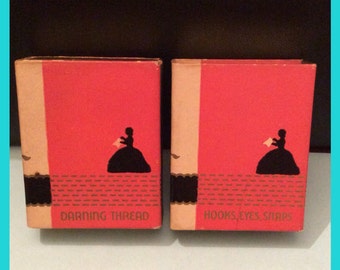 DARNING THREAD
HOOKS, EYES, SNAPS